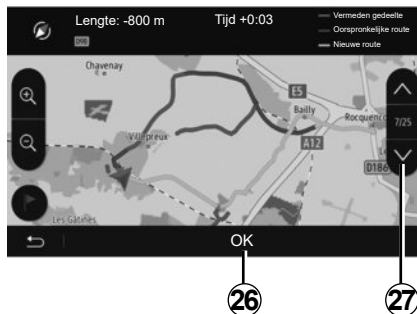 Lengte: -800 m
Tijd +0:03
Vermeden gedeelte
Oorspronkelijke route
Nieuwe route
D98
Chavenay
E5
Bailly
Rocquenc
7/25
Villepreux
A12
D186
Les Gâtines
OK
26
27